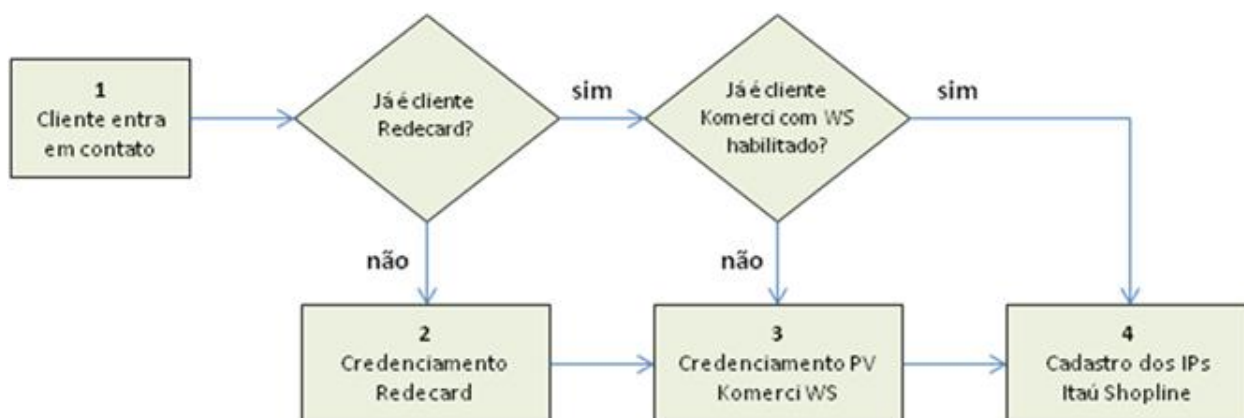 1
Cliente entra
em contato
Já é cliente
Redecard?
sim
Já é cliente
Komerci com WS
habilitado?
sim
não
não
2
Credenciamento
Redecard
3
Credenciamento PV
Komerci WS
4
Cadastro dos IPs
Itaú Shopline